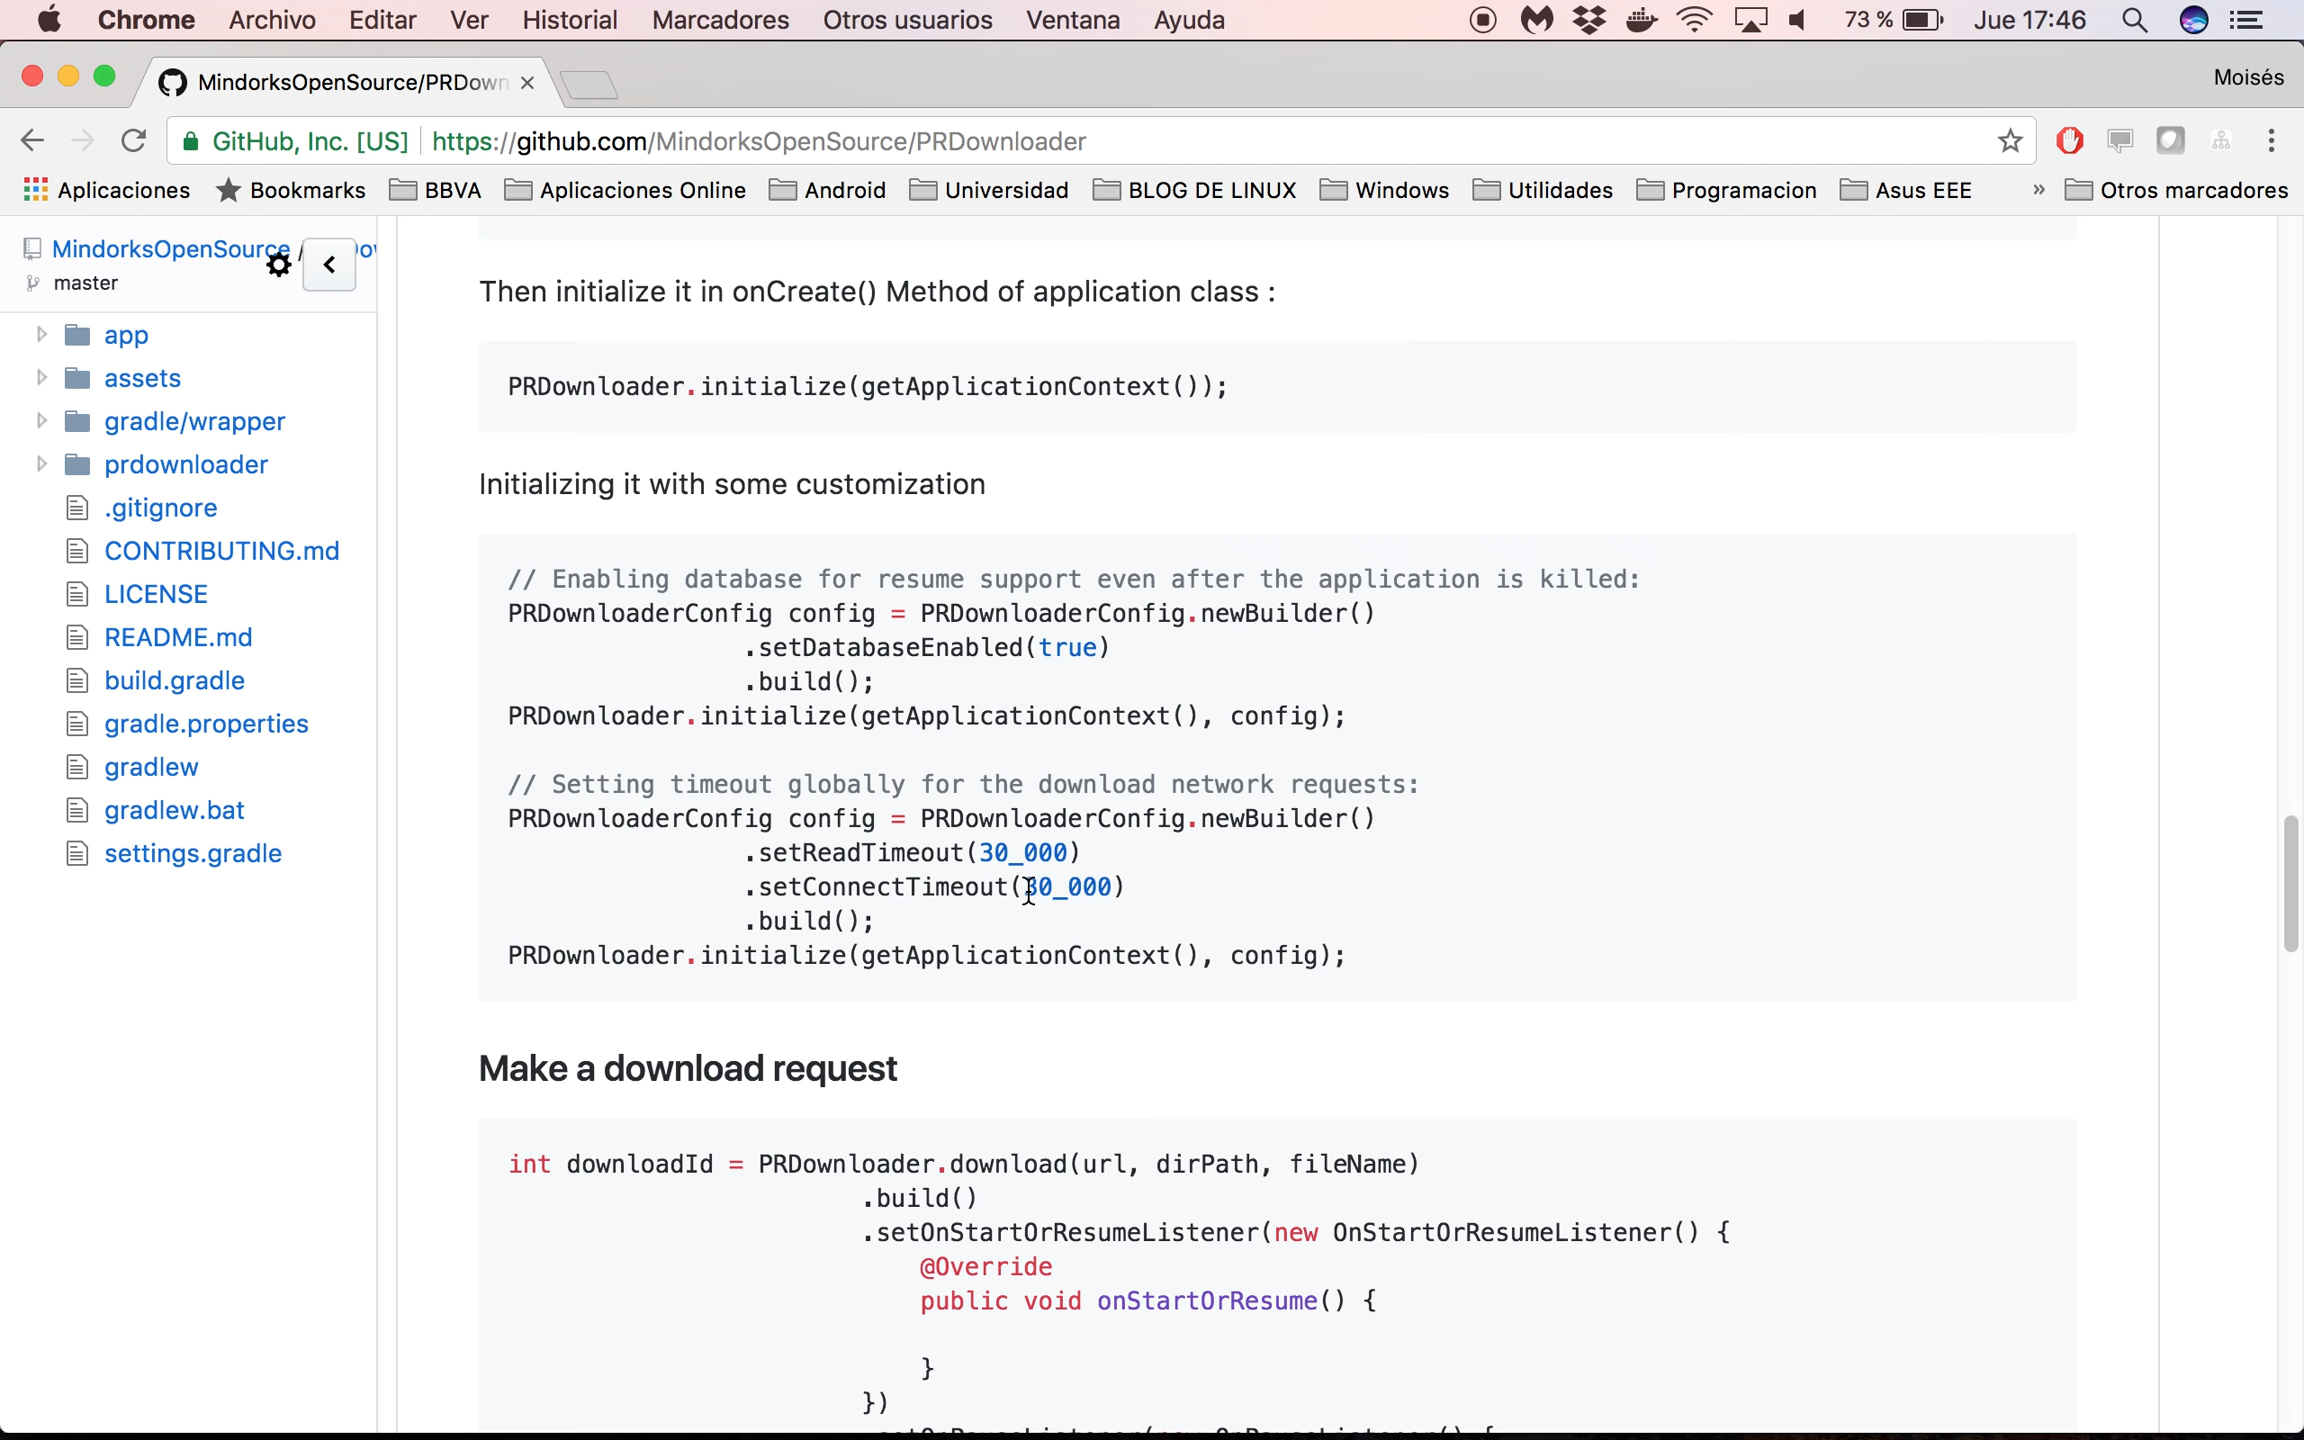 Chrome Archivo Editar Ver Historial Marcadores Otros usuarios Ventana Ayuda 73 % Jue 17:46
MindorksOpenSource/PRDown Moisés
GitHub, Inc. [US] https://github.com/MindorksOpenSource/PRDownloader
Aplicaciones Bookmarks BBVA Aplicaciones Online Android Universidad BLOG DE LINUX Windows Utilidades Programacion Asus EEE » Otros marcadores
MindorksOpenSource /
master
app
assets
gradle/wrapper
prdownloader
.gitignore
CONTRIBUTING.md
LICENSE
README.md
build.gradle
gradle.properties
gradlew
gradlew.bat
settings.gradle
Then initialize it in onCreate() Method of application class :
PRDownloader.initialize(getApplicationContext());
Initializing it with some customization
// Enabling database for resume support even after the application is killed:
PRDownloaderConfig config = PRDownloaderConfig.newBuilder()
.setDatabaseEnabled(true)
.build();
PRDownloader.initialize(getApplicationContext(), config);
// Setting timeout globally for the download network requests:
PRDownloaderConfig config = PRDownloaderConfig.newBuilder()
.setReadTimeout(30_000)
.setConnectTimeout(30_000)
.build();
PRDownloader.initialize(getApplicationContext(), config);
Make a download request
int downloadId = PRDownloader.download(url, dirPath, fileName)
.build()
.setOnStartOrResumeListener(new OnStartOrResumeListener() {
@Override
public void onStartOrResume() {
}
})